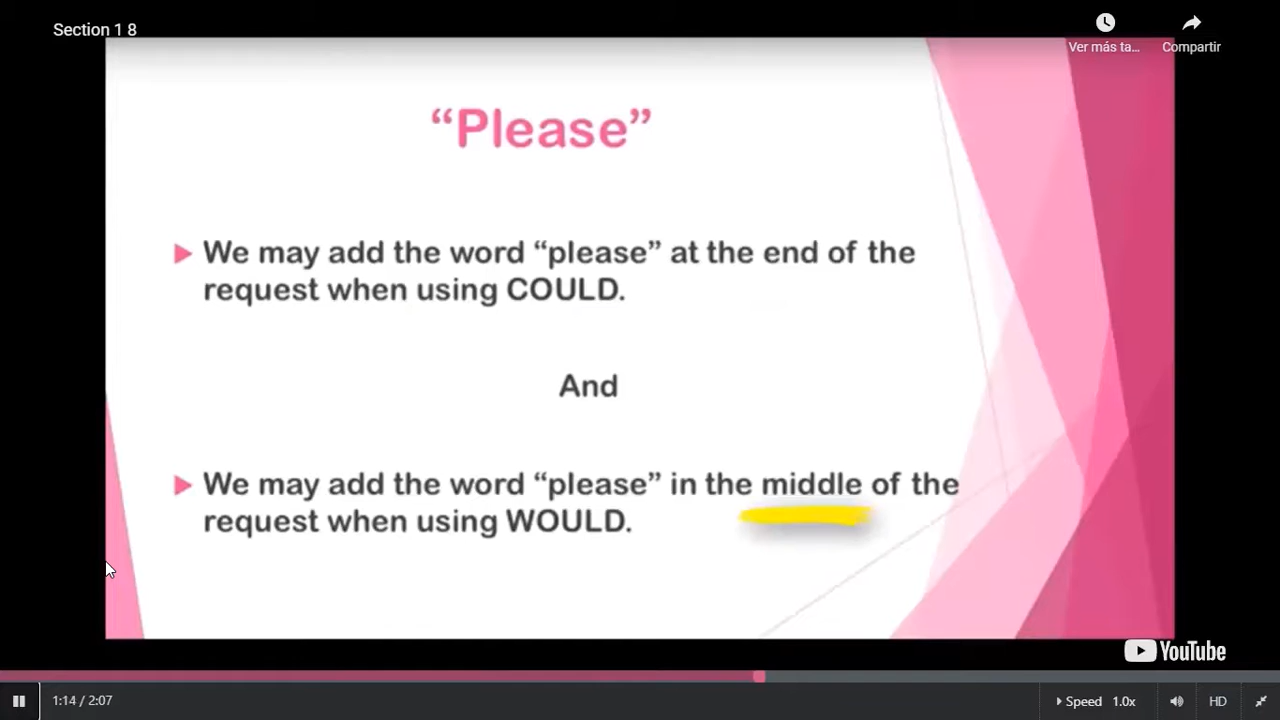 Section 1 8
Ver más ta...
Compartir
“Please”
We may add the word “please” at the end of the
request when using COULD.
And
We may add the word “please” in the middle of the
request when using WOULD.
YouTube
1:14 / 2:07
Speed 1.0x
HD